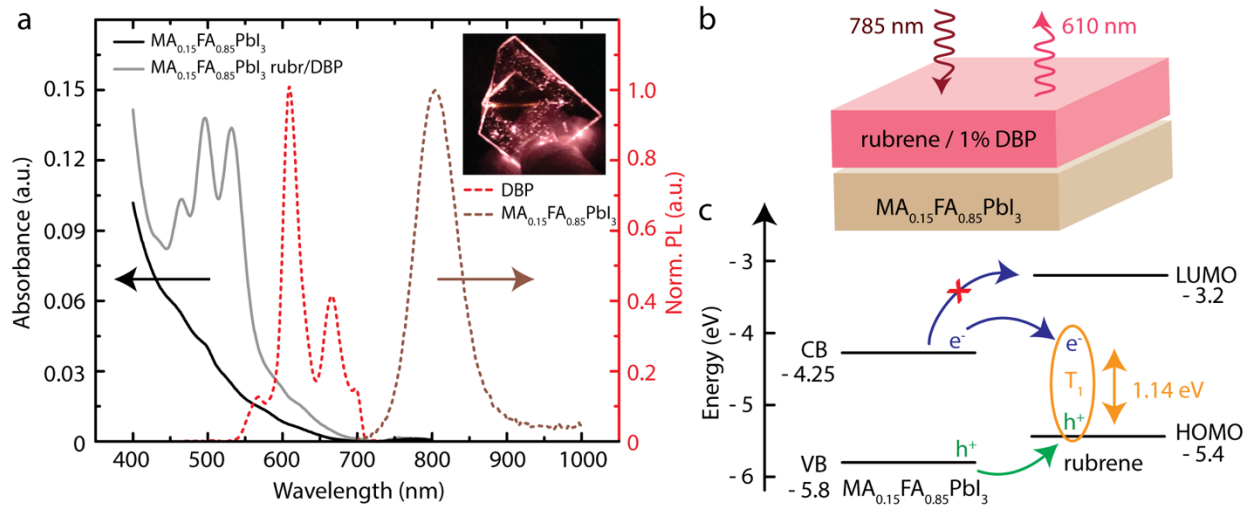 a
MA₀.₁₅FA₀.₈₅PbI₃
MA₀.₁₅FA₀.₈₅PbI₃ rubr/DBP
DBP
MA₀.₁₅FA₀.₈₅PbI₃
Absorbance (a.u.)
0.15
0.12
0.09
0.06
0.03
0
Norm. PL (a.u.)
1.0
0.8
0.6
0.4
0.2
0
400 500 600 700 800 900 1000
Wavelength (nm)
b
785 nm
610 nm
rubrene / 1% DBP
MA₀.₁₅FA₀.₈₅PbI₃
c
Energy (eV)
- 3
- 4
- 5
- 6
LUMO
- 3.2
CB
- 4.25
e⁻
e⁻
T₁
h⁺
1.14 eV
HOMO
- 5.4
rubrene
h⁺
VB
- 5.8
MA₀.₁₅FA₀.₈₅PbI₃